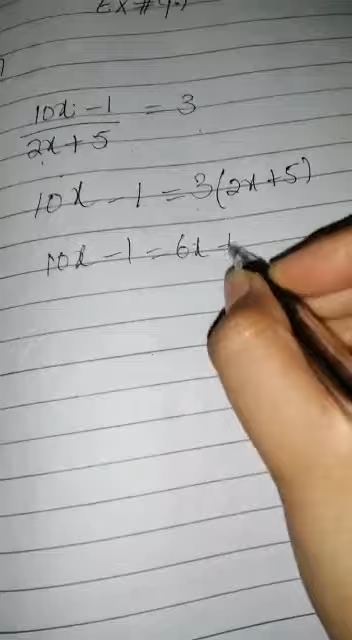 Ex #4.
10x - 1 / 2x + 5 = 3
10x - 1 = 3(2x+5)
10x - 1 = 6x +